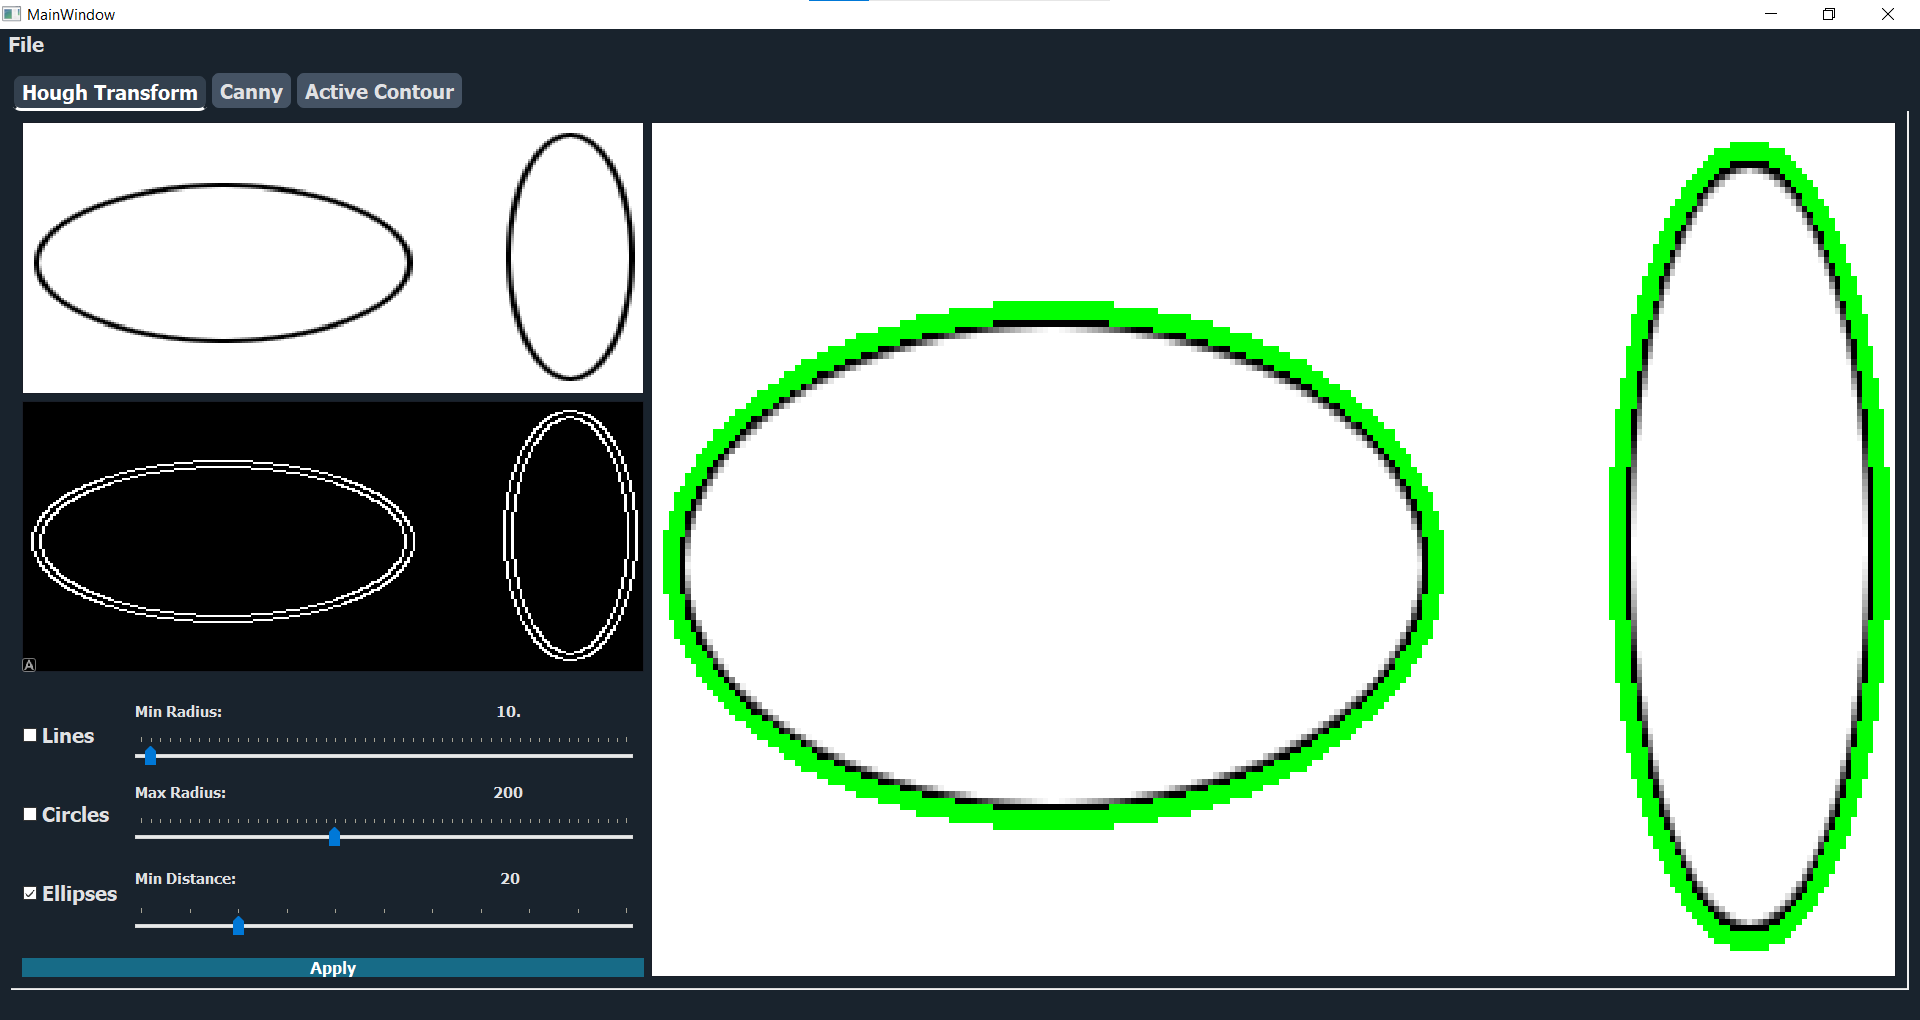 MainWindow
File
Hough Transform Canny Active Contour
A
Min Radius: 10.
Lines
Max Radius: 200
Circles
Min Distance: 20
Ellipses
Apply